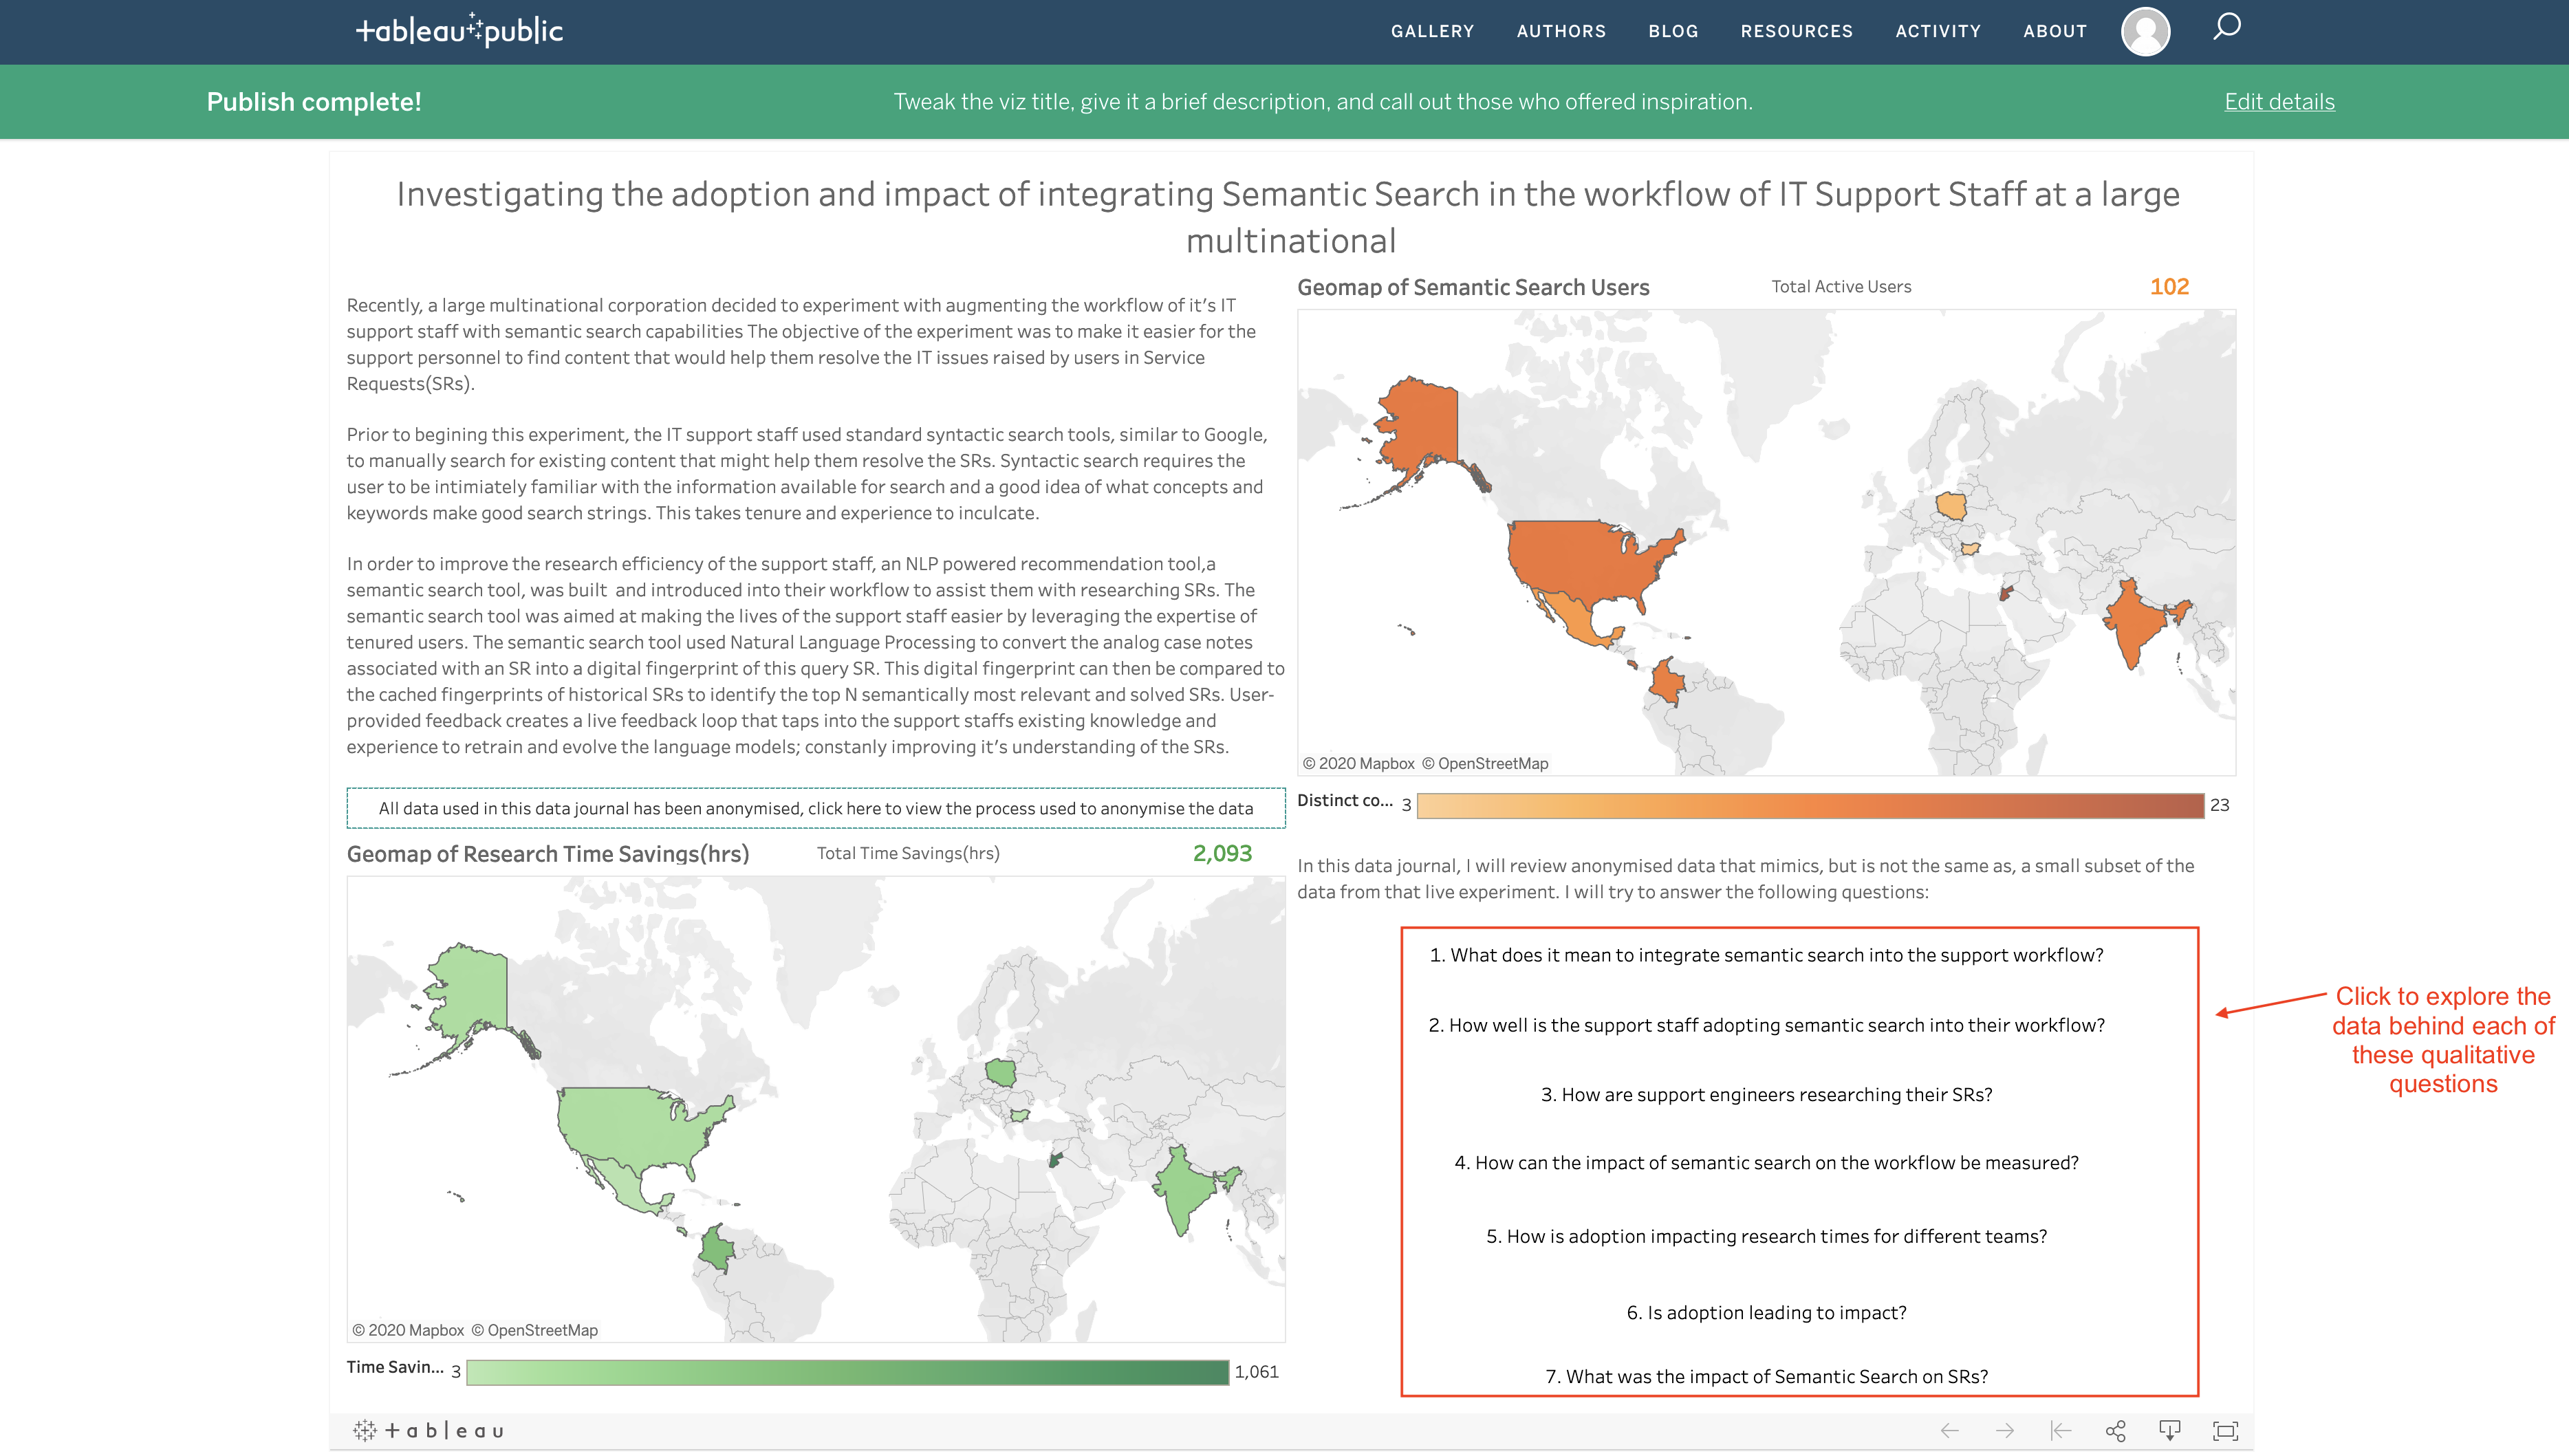 +ableau public
GALLERY AUTHORS BLOG RESOURCES ACTIVITY ABOUT
Publish complete!
Tweak the viz title, give it a brief description, and call out those who offered inspiration.
Edit details
Investigating the adoption and impact of integrating Semantic Search in the workflow of IT Support Staff at a large
multinational
Recently, a large multinational corporation decided to experiment with augmenting the workflow of it's IT
support staff with semantic search capabilities The objective of the experiment was to make it easier for the
support personnel to find content that would help them resolve the IT issues raised by users in Service
Requests(SRs).
Prior to begining this experiment, the IT support staff used standard syntactic search tools, similar to Google,
to manually search for existing content that might help them resolve the SRs. Syntactic search requires the
user to be intimiately familiar with the information available for search and a good idea of what concepts and
keywords make good search strings. This takes tenure and experience to inculcate.
In order to improve the research efficiency of the support staff, an NLP powered recommendation tool,a
semantic search tool, was built  and introduced into their workflow to assist them with researching SRs. The
semantic search tool was aimed at making the lives of the support staff easier by leveraging the expertise of
tenured users. The semantic search tool used Natural Language Processing to convert the analog case notes
associated with an SR into a digital fingerprint of this query SR. This digital fingerprint can then be compared to
the cached fingerprints of historical SRs to identify the top N semantically most relevant and solved SRs. User-
provided feedback creates a live feedback loop that taps into the support staffs existing knowledge and
experience to retrain and evolve the language models; constanly improving it's understanding of the SRs.
All data used in this data journal has been anonymised, click here to view the process used to anonymise the data
Geomap of Research Time Savings(hrs)
Total Time Savings(hrs)
2,093
© 2020 Mapbox © OpenStreetMap
Time Savin... 3 1,061
Geomap of Semantic Search Users
Total Active Users
102
© 2020 Mapbox © OpenStreetMap
Distinct co... 3 23
In this data journal, I will review anonymised data that mimics, but is not the same as, a small subset of the
data from that live experiment. I will try to answer the following questions:
1. What does it mean to integrate semantic search into the support workflow?
2. How well is the support staff adopting semantic search into their workflow?
3. How are support engineers researching their SRs?
4. How can the impact of semantic search on the workflow be measured?
5. How is adoption impacting research times for different teams?
6. Is adoption leading to impact?
7. What was the impact of Semantic Search on SRs?
Click to explore the
data behind each of
these qualitative
questions
+ableau